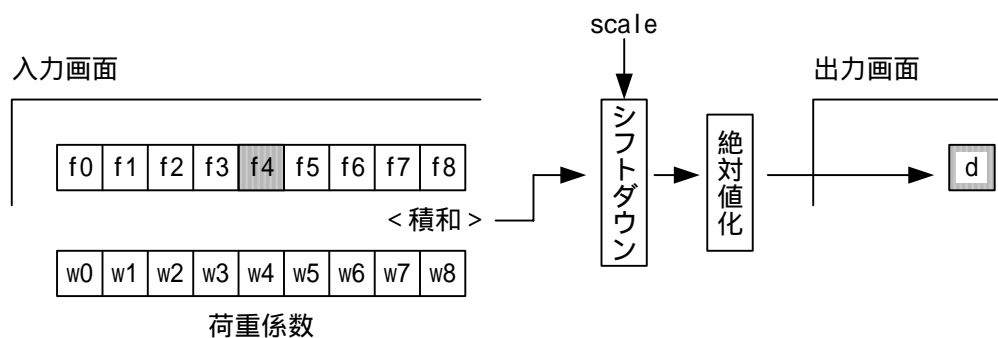 scale
入力画面
出力画面
f0 f1 f2 f3 f4 f5 f6 f7 f8
<積和>
シフトダウン
絶対値化
d
w0 w1 w2 w3 w4 w5 w6 w7 w8
荷重係数